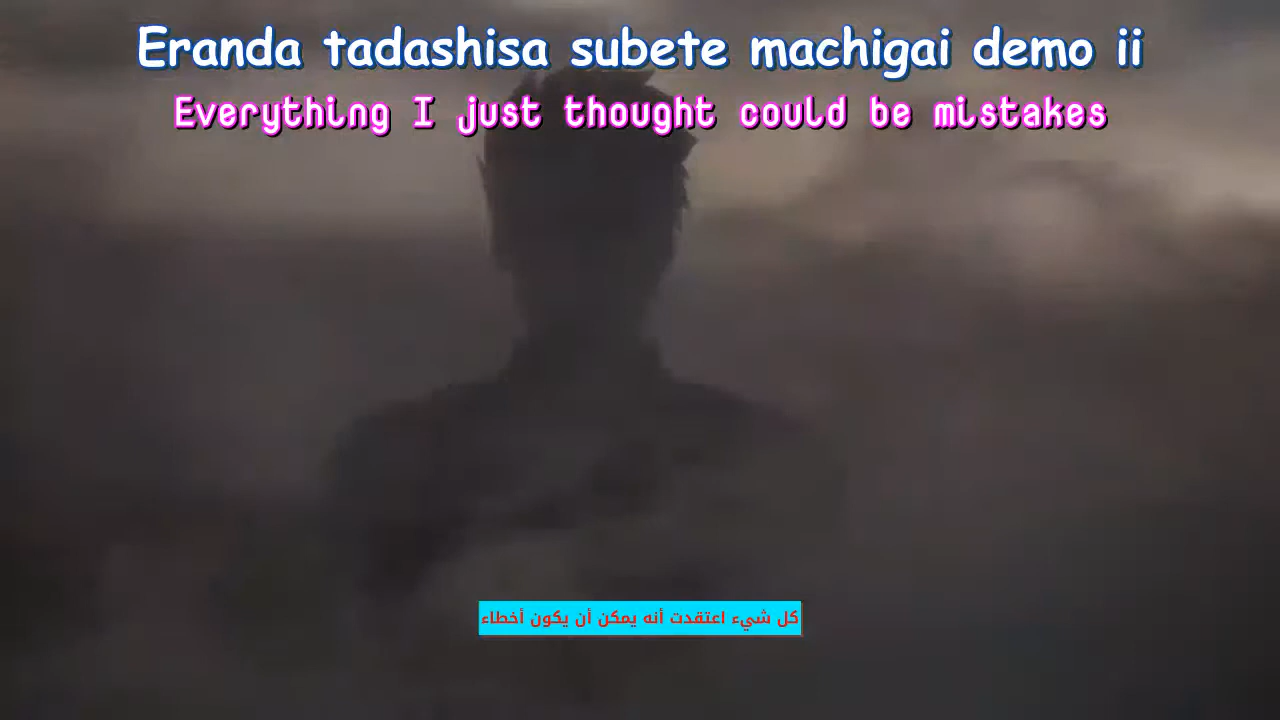 Eranda tadashisa subete machigai demo ii
Everything I just thought could be mistakes
كل شيء اعتقدت أنه يمكن أن يكون أخطاء